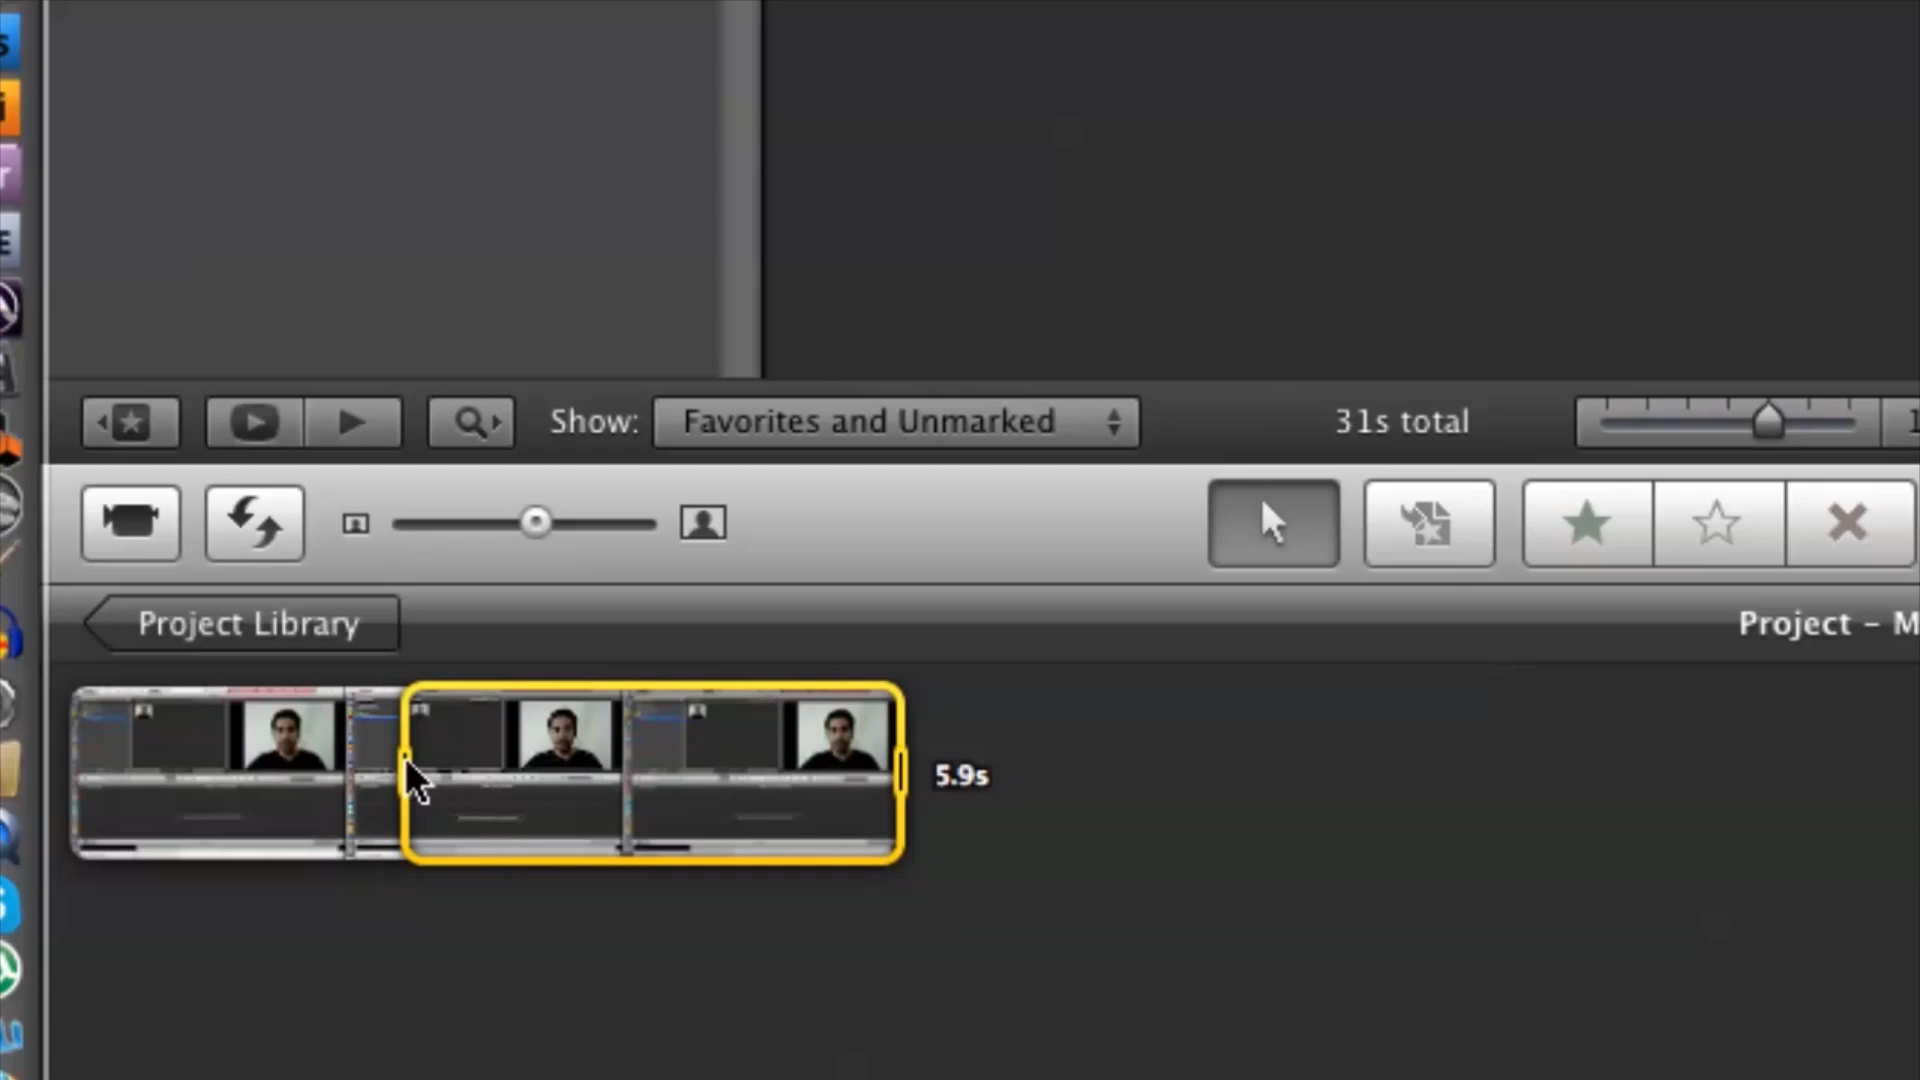 Show: Favorites and Unmarked 31s total
Project Library
Project - M
5.9s